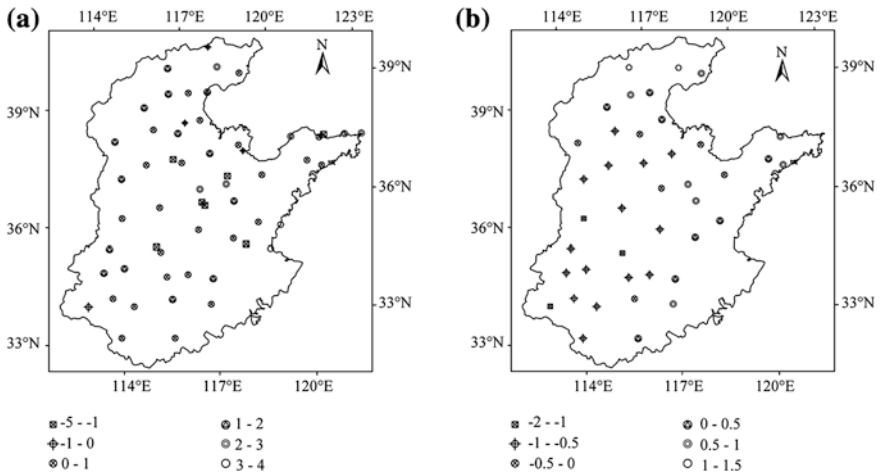 (a) 114°E 117°E 120°E 123°E
N
39°N
39°N
36°N
36°N
33°N
33°N
114°E 117°E 120°E
-5 - -1
-1 - 0
0 - 1
1 - 2
2 - 3
3 - 4
(b) 114°E 117°E 120°E 123°E
N
39°N
39°N
36°N
36°N
33°N
33°N
114°E 117°E 120°E
-2 - -1
-1 - -0.5
-0.5 - 0
0 - 0.5
0.5 - 1
1 - 1.5